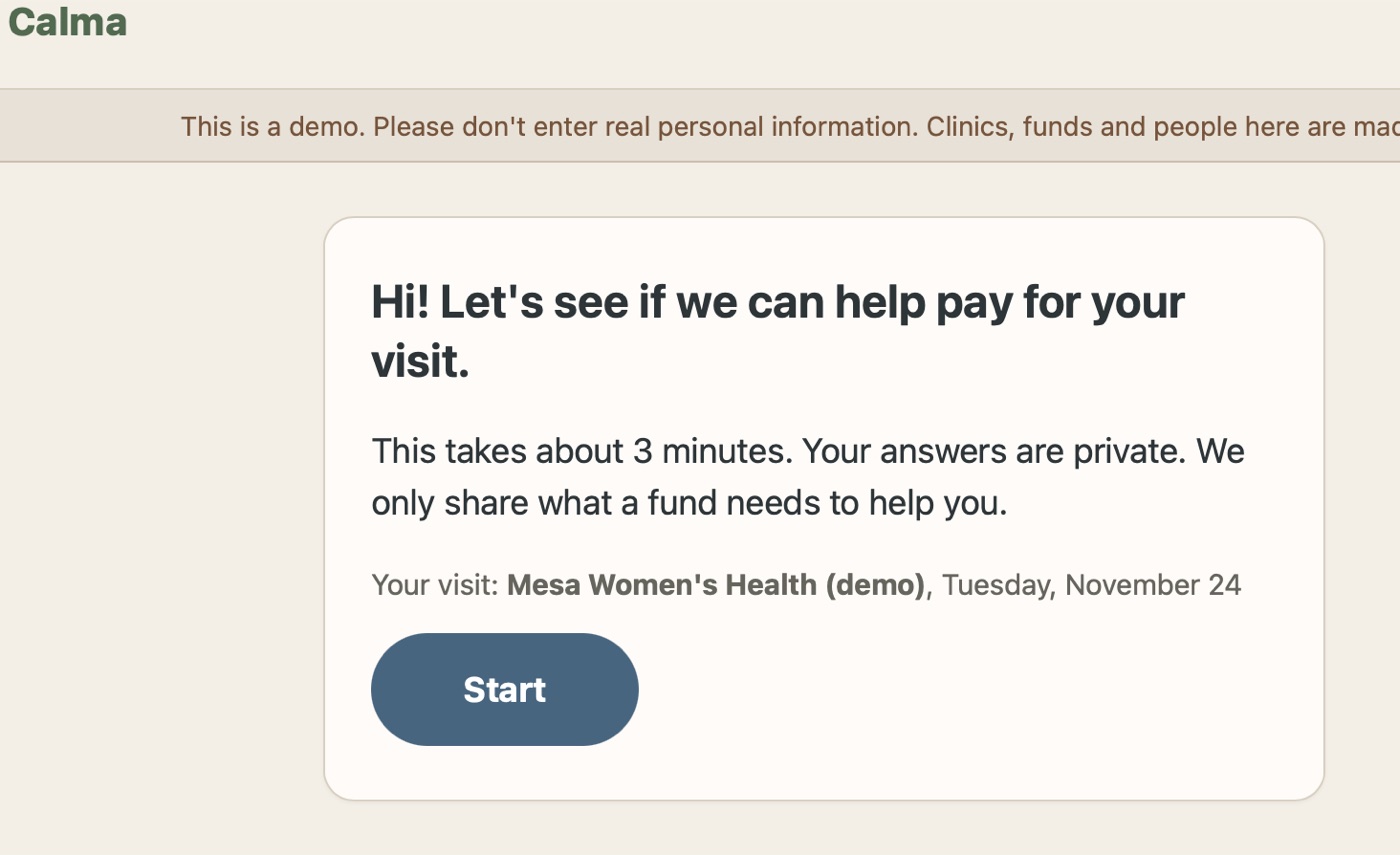 Calma
This is a demo. Please don't enter real personal information. Clinics, funds and people here are
Hi! Let's see if we can help pay for your
visit.
This takes about 3 minutes. Your answers are private. We
only share what a fund needs to help you.
Your visit: Mesa Women's Health (demo), Tuesday, November 24
Start